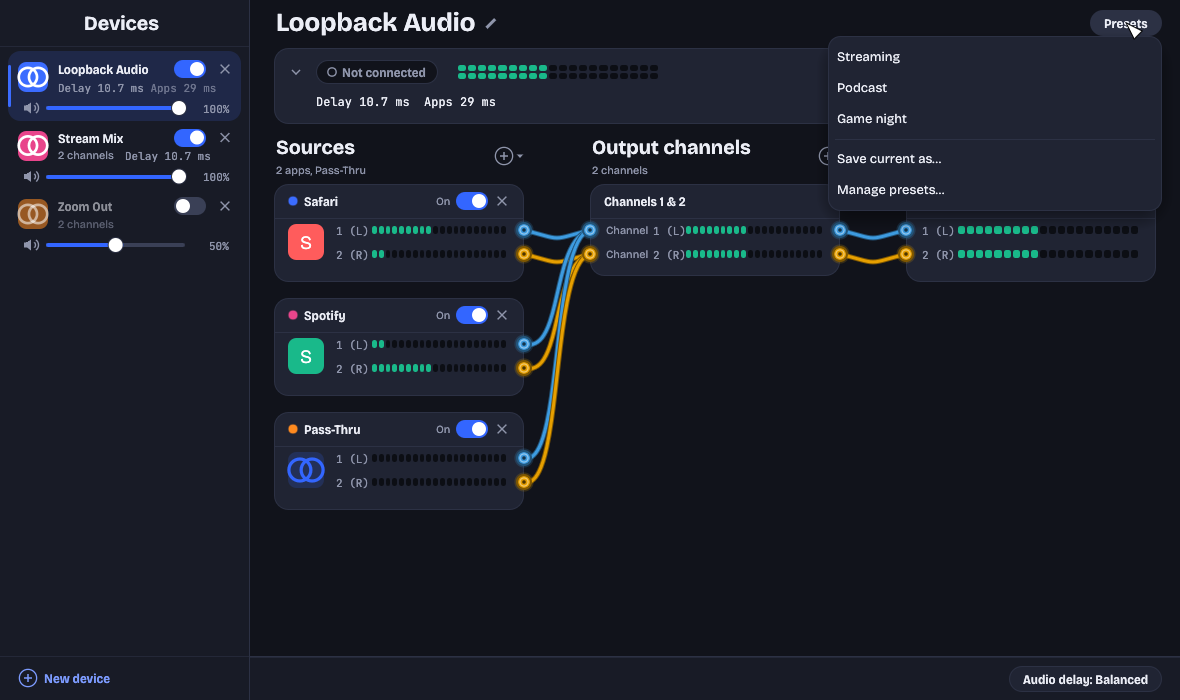 Devices
Loopback Audio
Delay 10.7 ms Apps 29 ms
100%
Stream Mix
2 channels Delay 10.7 ms
100%
Zoom Out
2 channels
50%
New device
Loopback Audio
Presets
Not connected
Delay 10.7 ms Apps 29 ms
Streaming
Podcast
Game night
Save current as...
Manage presets...
Sources
2 apps, Pass-Thru
Safari On
S
1 (L)
2 (R)
Spotify On
S
1 (L)
2 (R)
Pass-Thru On
1 (L)
2 (R)
Output channels
2 channels
Channels 1 & 2
Channel 1 (L)
Channel 2 (R)
1 (L)
2 (R)
Audio delay: Balanced